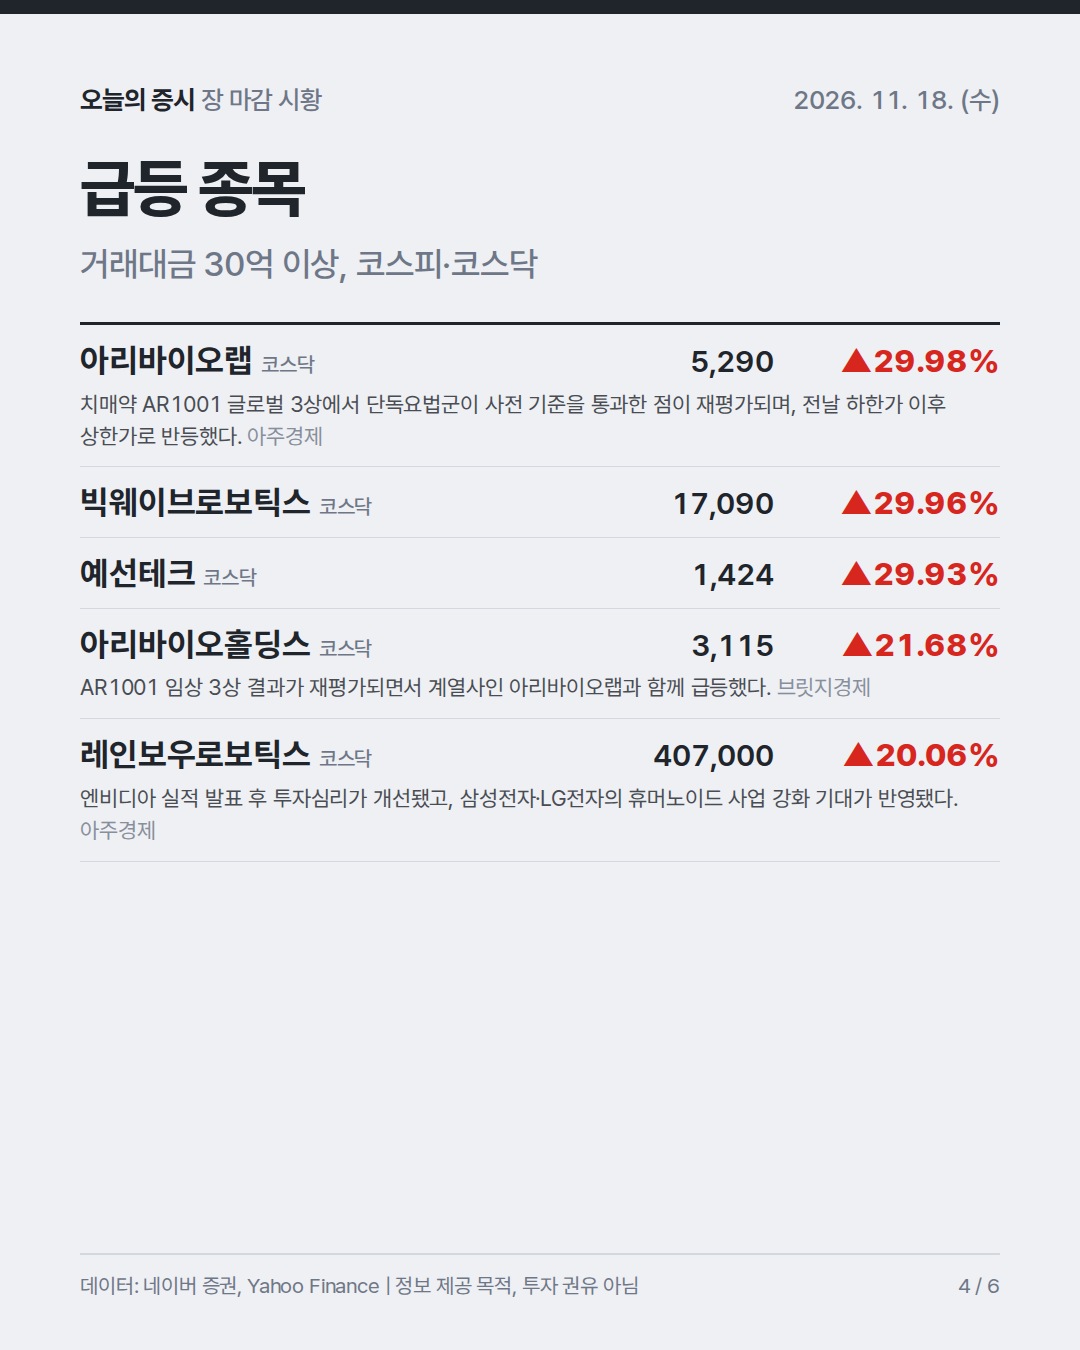 오늘의 증시 장 마감 시황 2026. 11. 18. (수)
급등 종목
거래대금 30억 이상, 코스피·코스닥
아리바이오랩 코스닥 5,290 ▲29.98%
치매약 AR1001 글로벌 3상에서 단독요법군이 사전 기준을 통과한 점이 재평가되며, 전날 하한가 이후
상한가로 반등했다. 아주경제
빅웨이브로보틱스 코스닥 17,090 ▲29.96%
예선테크 코스닥 1,424 ▲29.93%
아리바이오홀딩스 코스닥 3,115 ▲21.68%
AR1001 임상 3상 결과가 재평가되면서 계열사인 아리바이오랩과 함께 급등했다. 브릿지경제
레인보우로보틱스 코스닥 407,000 ▲20.06%
엔비디아 실적 발표 후 투자심리가 개선됐고, 삼성전자·LG전자의 휴머노이드 사업 강화 기대가 반영됐다.
아주경제
데이터: 네이버 증권, Yahoo Finance | 정보 제공 목적, 투자 권유 아님 4 / 6